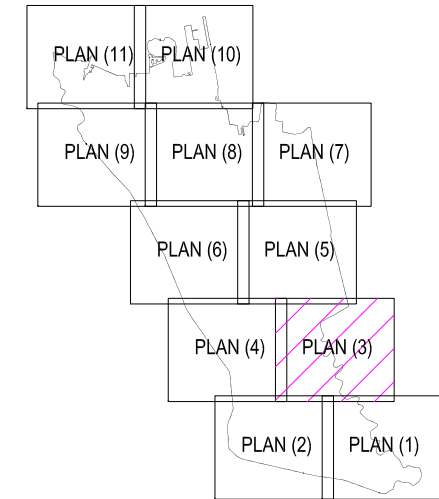 PLAN (11) PLAN (10)
PLAN (9) PLAN (8) PLAN (7)
PLAN (6) PLAN (5)
PLAN (4) PLAN (3)
PLAN (2) PLAN (1)